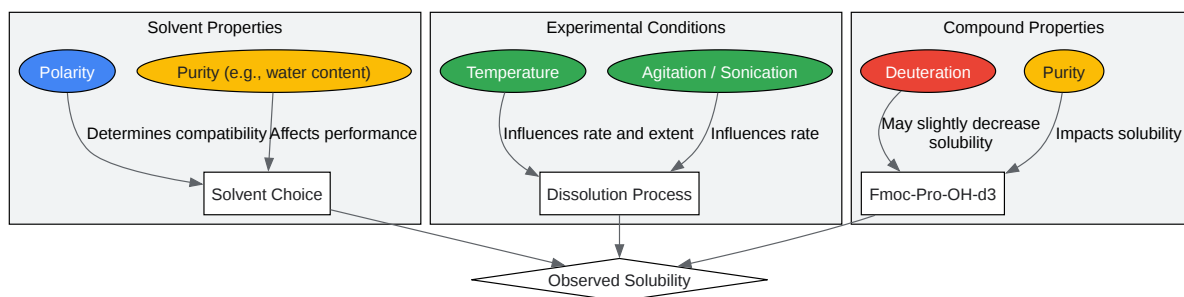 Solvent Properties
Experimental Conditions
Compound Properties
Polarity
Purity (e.g., water content)
Temperature
Agitation / Sonication
Deuteration
Purity
Determines compatibility
Affects performance
Influences rate and extent
Influences rate
May slightly decrease
solubility
Impacts solubility
Solvent Choice
Dissolution Process
Fmoc-Pro-OH-d3
Observed Solubility